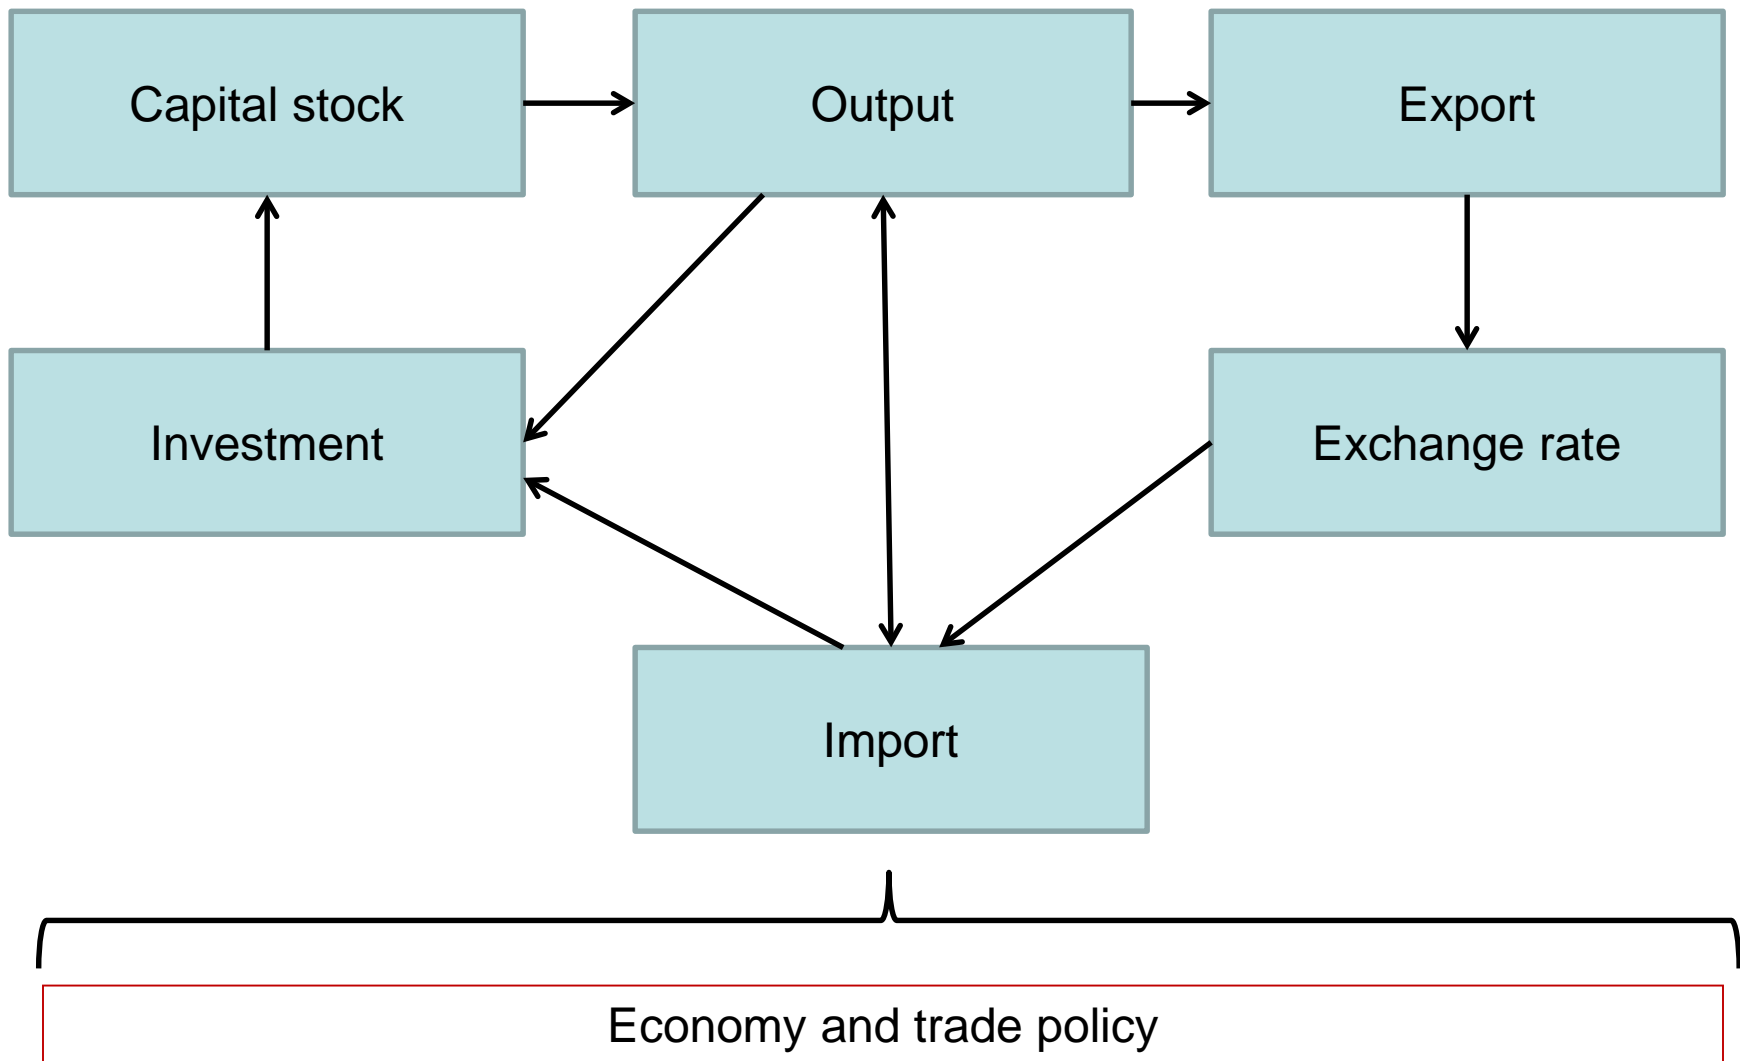 Capital stock
Output
Export
Investment
Exchange rate
Import
Economy and trade policy